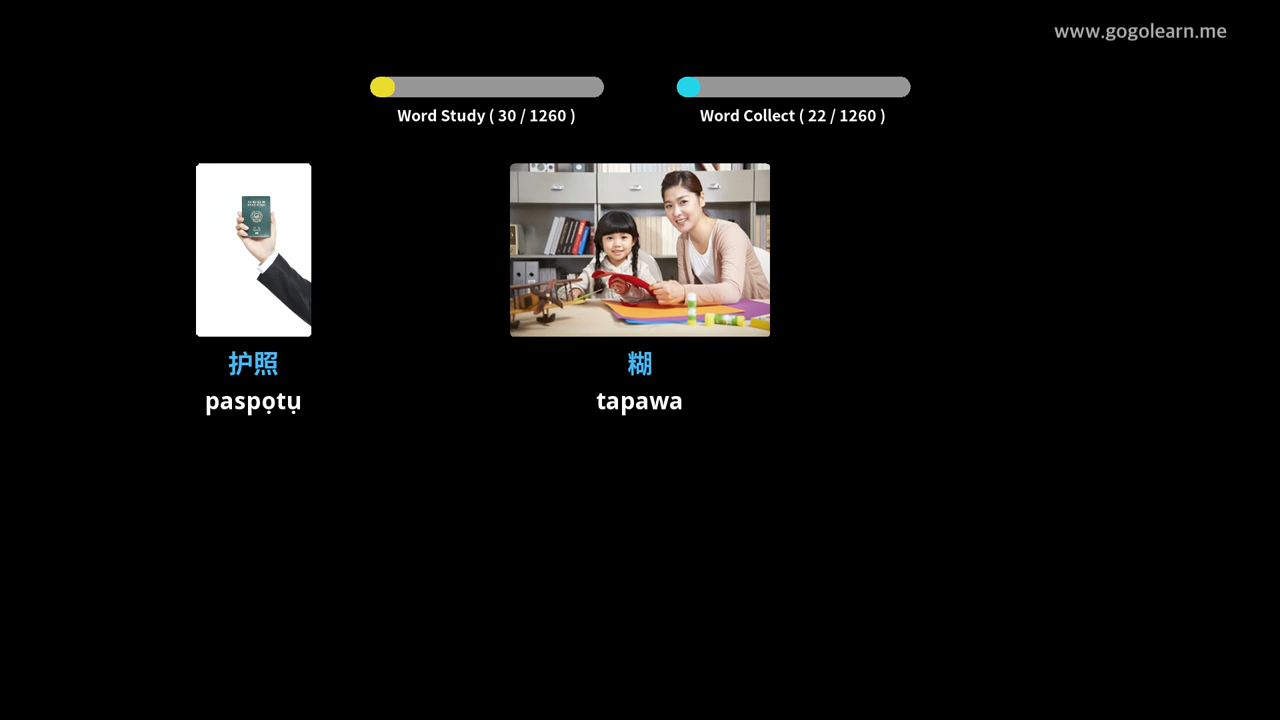 www.gogolearn.me
Word Study ( 30 / 1260 )
Word Collect ( 22 / 1260 )
护照
paspọtụ
糊
tapawa